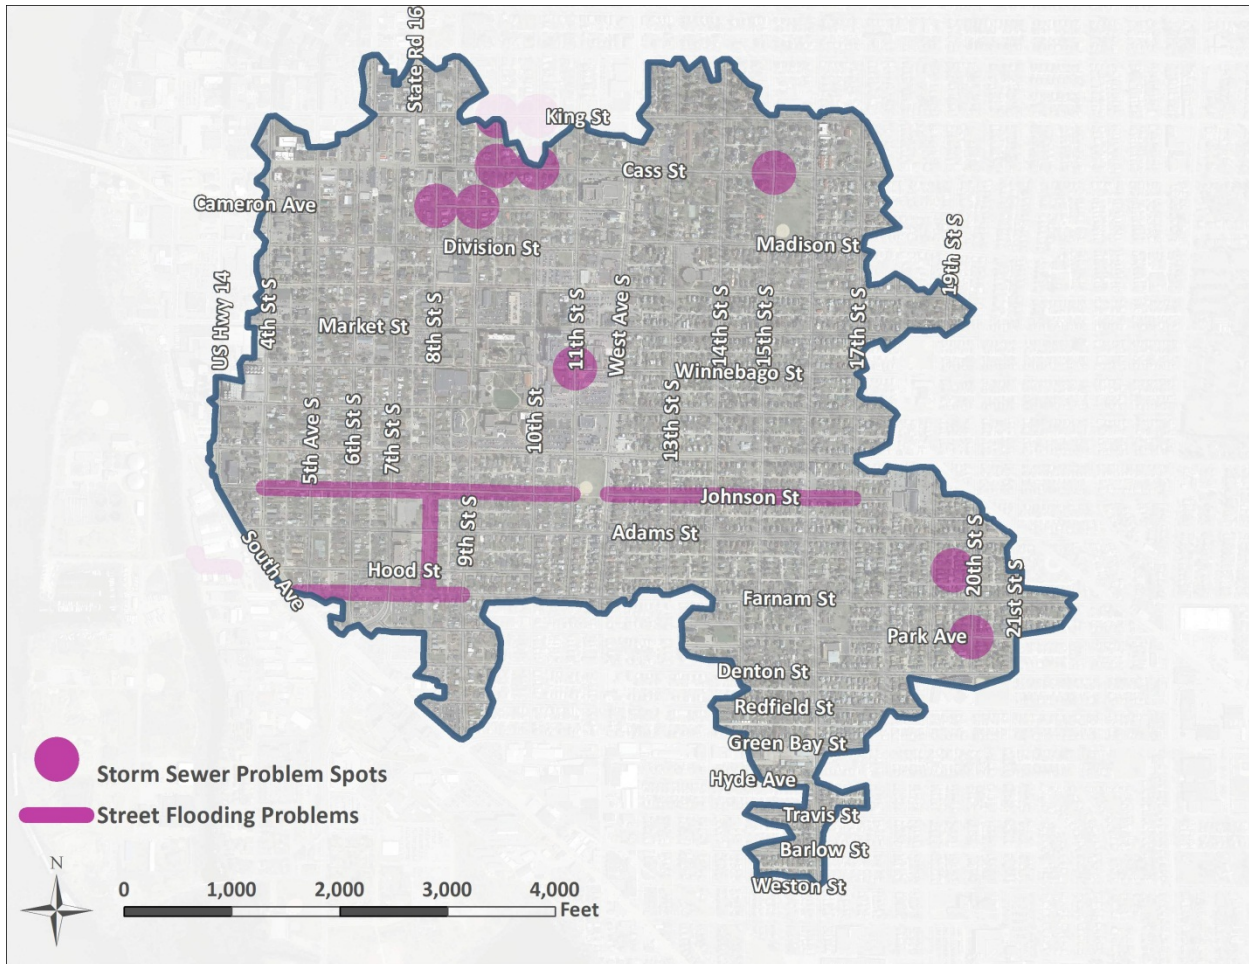 State Rd 16
King St
Cass St
Cameron Ave
Division St
Madison St
19th St S
US Hwy 14
4th St S
Market St
8th St S
11th St S
West Ave S
14th St S
15th St S
17th St S
Winnebago St
5th Ave S
6th St S
7th St S
10th St
13th St S
Johnson St
9th St S
Adams St
South Ave
Hood St
Farnam St
20th St S
21st St S
Park Ave
Denton St
Redfield St
Green Bay St
Hyde Ave
Travis St
Barlow St
Weston St
Storm Sewer Problem Spots
Street Flooding Problems
N
0 1,000 2,000 3,000 4,000
Feet